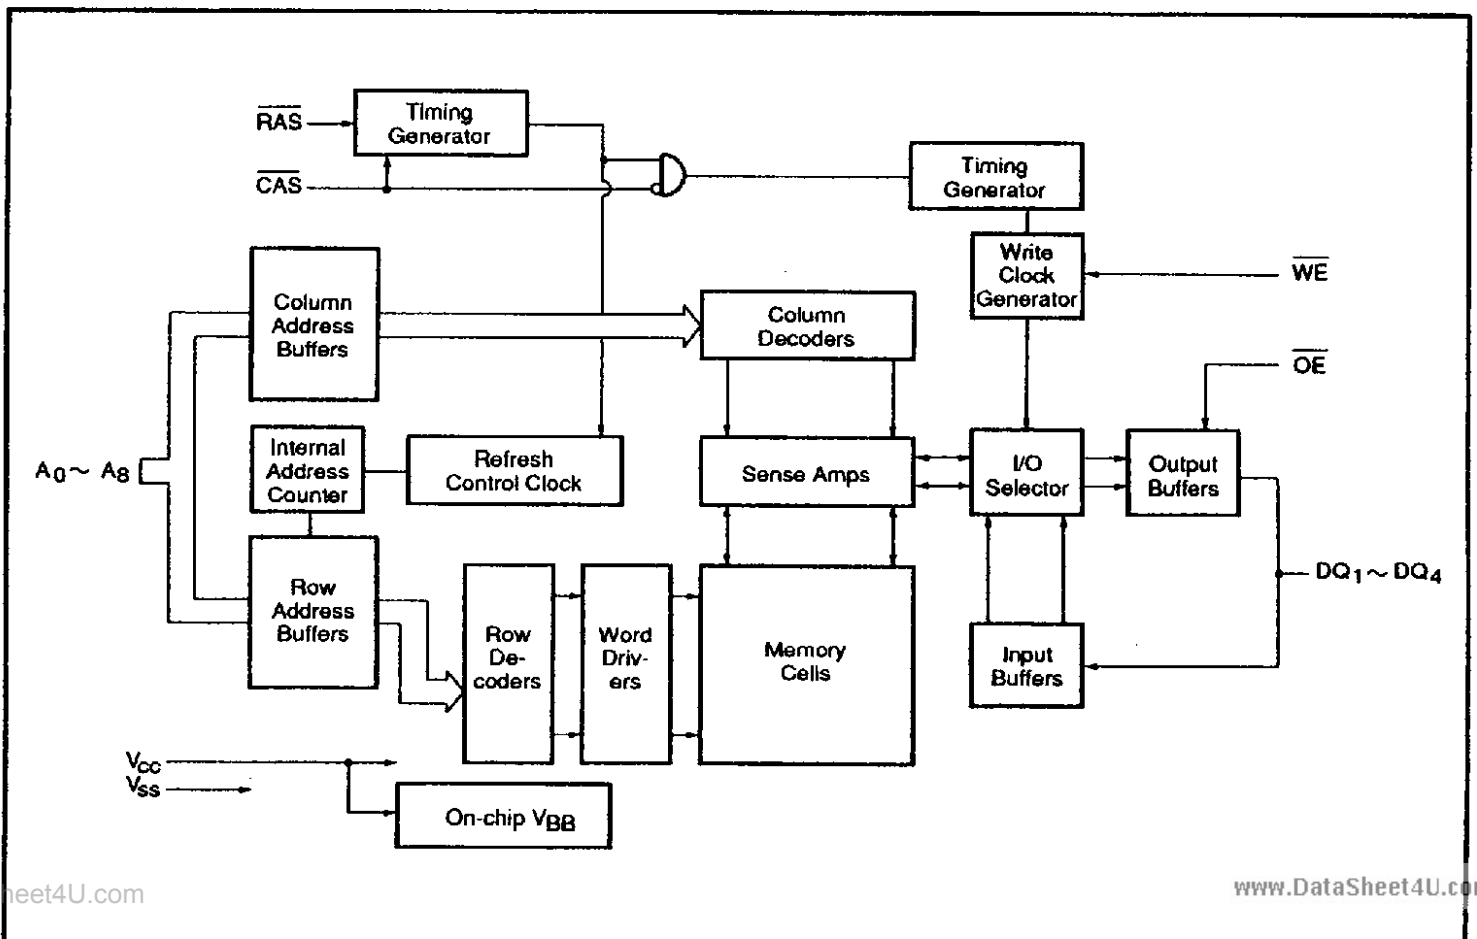 RAS
Timing
Generator
CAS
Timing
Generator
Write
Clock
Generator
WE
Column
Address
Buffers
Column
Decoders
OE
A0~ A8
Internal
Address
Counter
Refresh
Control Clock
Sense Amps
I/O
Selector
Output
Buffers
DQ1~ DQ4
Row
Address
Buffers
Row
De-
coders
Word
Driv-
ers
Memory
Cells
Input
Buffers
VCC
VSS
On-chip VBB
heet4U.com
www.DataSheet4U.co